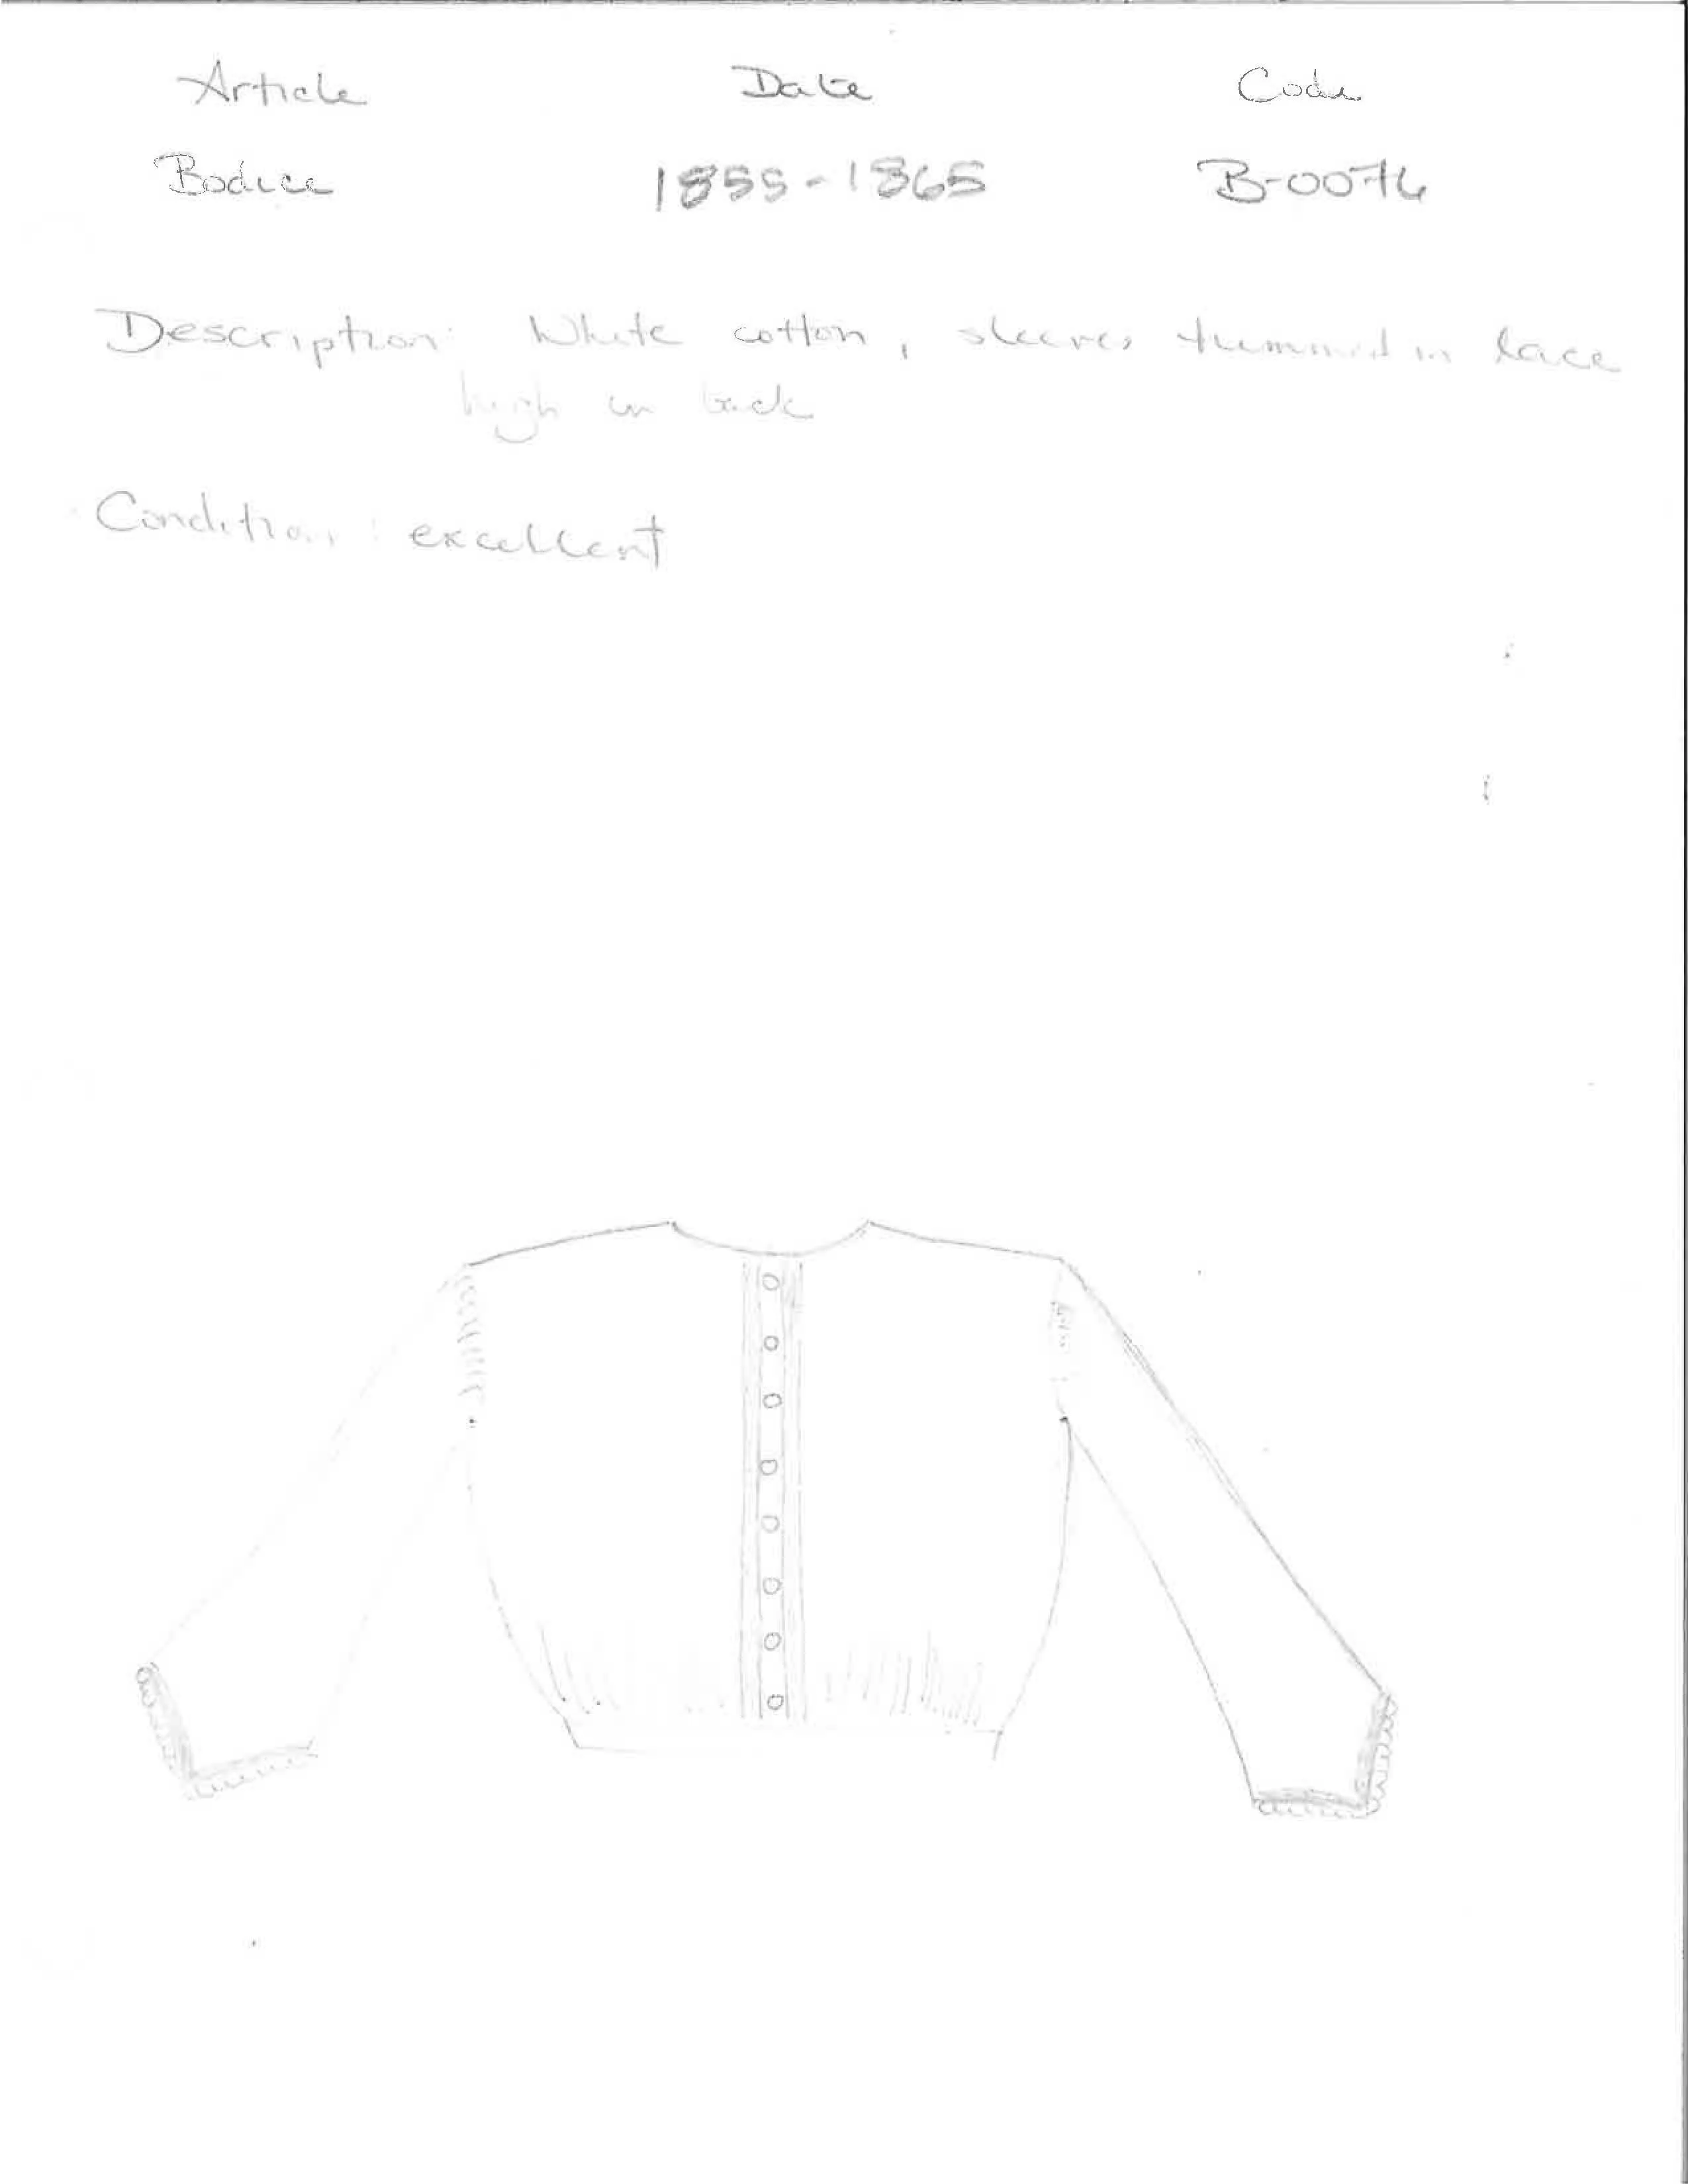 Article Date Code
Bodice 1855-1865 B-0076
Description: White cotton, sleeves trimmed in lace
high in back
Condition: excellent